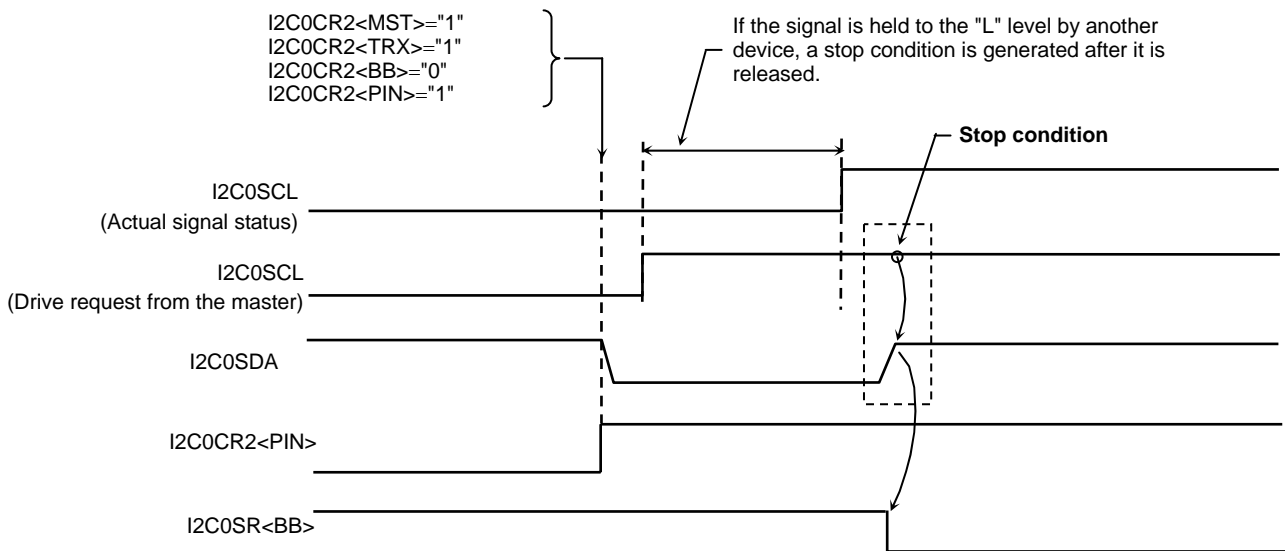 I2C0CR2<MST>="1"
I2C0CR2<TRX>="1"
I2C0CR2<BB>="0"
I2C0CR2<PIN>="1"
If the signal is held to the "L" level by another
device, a stop condition is generated after it is
released.
Stop condition
I2C0SCL
(Actual signal status)
I2C0SCL
(Drive request from the master)
I2C0SDA
I2C0CR2<PIN>
I2C0SR<BB>